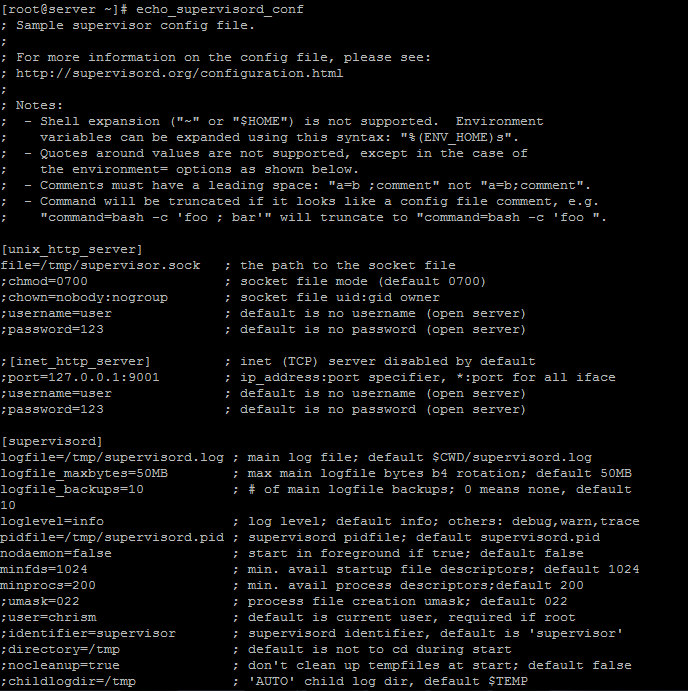 [root@server ~]# echo_supervisord_conf
; Sample supervisor config file.
;
; For more information on the config file, please see:
; http://supervisord.org/configuration.html
;
; Notes:
;  - Shell expansion ("~" or "$HOME") is not supported.  Environment
;    variables can be expanded using this syntax: "%(ENV_HOME)s".
;  - Quotes around values are not supported, except in the case of
;    the environment= options as shown below.
;  - Comments must have a leading space: "a=b ;comment" not "a=b;comment".
;  - Command will be truncated if it looks like a config file comment, e.g.
;    "command=bash -c 'foo ; bar'" will truncate to "command=bash -c 'foo ".

[unix_http_server]
file=/tmp/supervisor.sock   ; the path to the socket file
;chmod=0700                 ; socket file mode (default 0700)
;chown=nobody:nogroup       ; socket file uid:gid owner
;username=user              ; default is no username (open server)
;password=123               ; default is no password (open server)

;[inet_http_server]         ; inet (TCP) server disabled by default
;port=127.0.0.1:9001        ; ip_address:port specifier, *:port for all iface
;username=user              ; default is no username (open server)
;password=123               ; default is no password (open server)

[supervisord]
logfile=/tmp/supervisord.log ; main log file; default $CWD/supervisord.log
logfile_maxbytes=50MB        ; max main logfile bytes b4 rotation; default 50MB
logfile_backups=10           ; # of main logfile backups; 0 means none, default
10
loglevel=info                ; log level; default info; others: debug,warn,trace
pidfile=/tmp/supervisord.pid ; supervisord pidfile; default supervisord.pid
nodaemon=false               ; start in foreground if true; default false
minfds=1024                  ; min. avail startup file descriptors; default 1024
minprocs=200                 ; min. avail process descriptors;default 200
;umask=022                   ; process file creation umask; default 022
;user=chrism                 ; default is current user, required if root
;identifier=supervisor       ; supervisord identifier, default is 'supervisor'
;directory=/tmp              ; default is not to cd during start
;nocleanup=true              ; don't clean up tempfiles at start; default false
;childlogdir=/tmp            ; 'AUTO' child log dir, default $TEMP